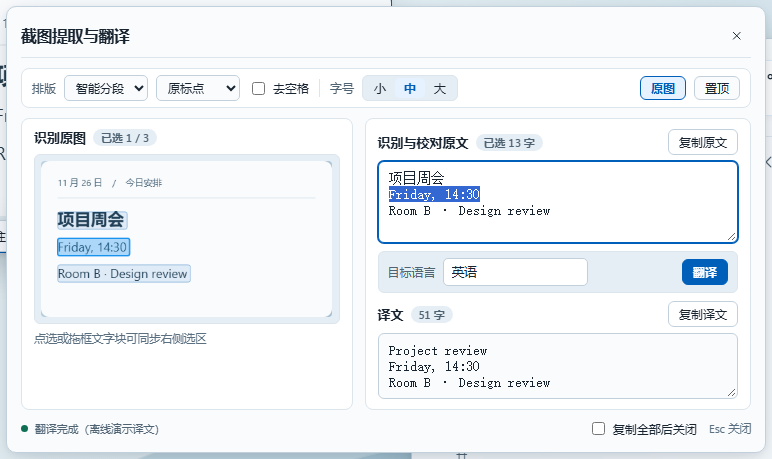 截图提取与翻译
排版 智能分段 原标点 去空格 字号 小 中 大 原图 置顶
识别原图 已选 1 / 3
11 月 26 日 / 今日安排
项目周会
Friday, 14:30
Room B · Design review
点选或拖框文字块可同步右侧选区
识别与校对原文 已选 13 字 复制原文
项目周会
Friday, 14:30
Room B · Design review
目标语言 英语 翻译
译文 51 字 复制译文
Project review
Friday, 14:30
Room B · Design review
翻译完成（离线演示译文） 复制全部后关闭 Esc 关闭